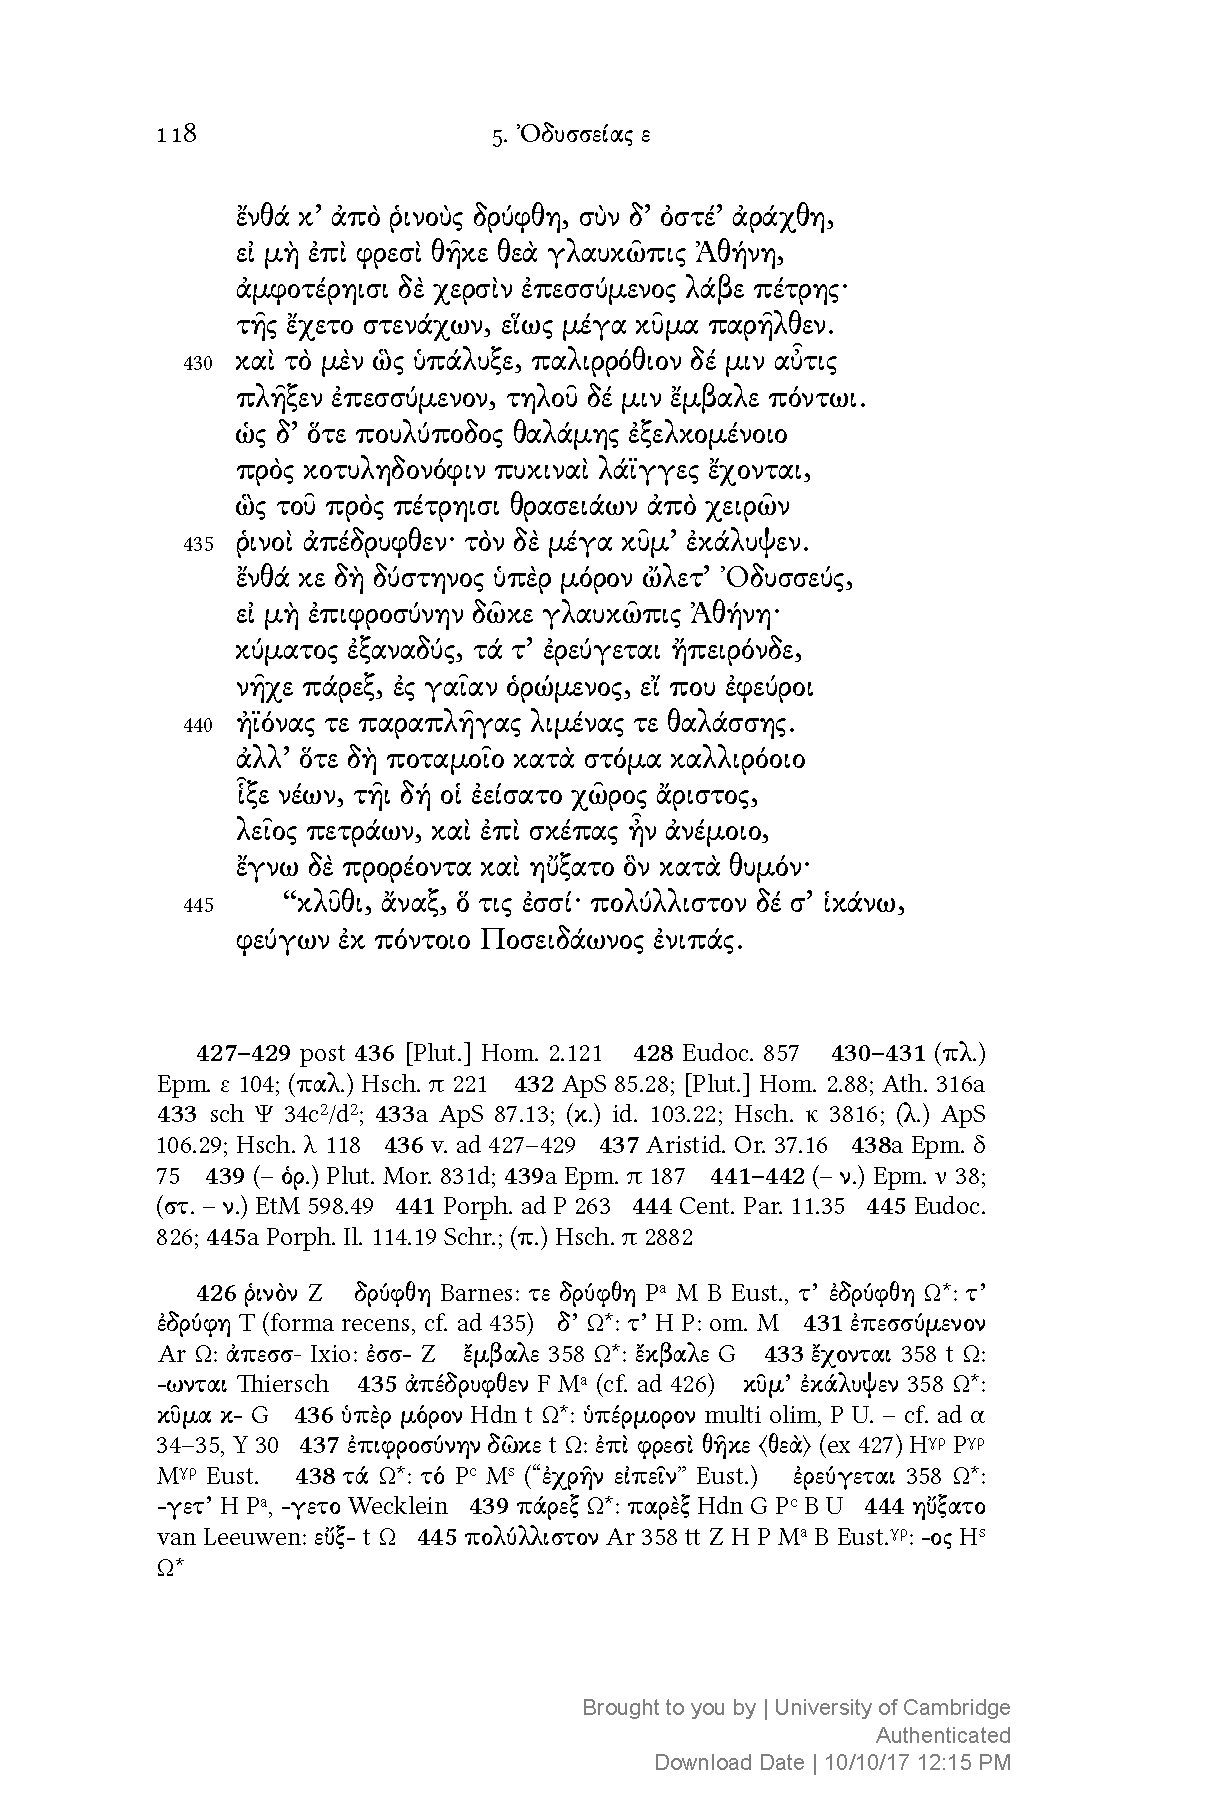 118 5. Ὀδυσσείας ε
ἔνθά κ’ ἀπὸ ῥινοὺς δρύφθη, σὺν δ’ ὀστέ’ ἀράχθη,
εἰ μὴ ἐπὶ φρεσὶ θῆκε θεὰ γλαυκῶπις Ἀθήνη,
ἀμφοτέρηισι δὲ χερσὶν ἐπεσσύμενος λάβε πέτρης·
τῆς ἔχετο στενάχων, εἵως μέγα κῦμα παρῆλθεν.
430 καὶ τὸ μὲν ὣς ὑπάλυξε, παλιρρόθιον δέ μιν αὖτις
πλῆξεν ἐπεσσύμενον, τηλοῦ δέ μιν ἔμβαλε πόντωι.
ὡς δ’ ὅτε πουλύποδος θαλάμης ἐξελκομένοιο
πρὸς κοτυληδονόφιν πυκιναὶ λάϊγγες ἔχονται,
ὣς τοῦ πρὸς πέτρηισι θρασειάων ἀπὸ χειρῶν
435 ῥινοὶ ἀπέδρυφθεν· τὸν δὲ μέγα κῦμ’ ἐκάλυψεν.
ἔνθά κε δὴ δύστηνος ὑπὲρ μόρον ὤλετ’ Ὀδυσσεύς,
εἰ μὴ ἐπιφροσύνην δῶκε γλαυκῶπις Ἀθήνη·
κύματος ἐξαναδύς, τά τ’ ἐρεύγεται ἤπειρόνδε,
νῆχε πάρεξ, ἐς γαῖαν ὁρώμενος, εἴ που ἐφεύροι
440 ἠϊόνας τε παραπλῆγας λιμένας τε θαλάσσης.
ἀλλ’ ὅτε δὴ ποταμοῖο κατὰ στόμα καλλιρόοιο
ἷξε νέων, τῆι δή οἱ ἐείσατο χῶρος ἄριστος,
λεῖος πετράων, καὶ ἐπὶ σκέπας ἦν ἀνέμοιο,
ἔγνω δὲ προρέοντα καὶ ηὔξατο ὃν κατὰ θυμόν·
445 “κλῦθι, ἄναξ, ὅ τις ἐσσί· πολύλλιστον δέ σ’ ἱκάνω,
φεύγων ἐκ πόντοιο Ποσειδάωνος ἐνιπάς.
427–429 post 436 [Plut.] Hom. 2.121 428 Eudoc. 857 430–431 (πλ.)
Epm. ε 104; (παλ.) Hsch. π 221 432 ApS 85.28; [Plut.] Hom. 2.88; Ath. 316a
433 sch Ψ 34c²/d²; 433a ApS 87.13; (κ.) id. 103.22; Hsch. κ 3816; (λ.) ApS
106.29; Hsch. λ 118 436 v. ad 427–429 437 Aristid. Or. 37.16 438a Epm. δ
75 439 (– ὁρ.) Plut. Mor. 831d; 439a Epm. π 187 441–442 (– ν.) Epm. ν 38;
(στ. – ν.) EtM 598.49 441 Porph. ad Ρ 263 444 Cent. Par. 11.35 445 Eudoc.
826; 445a Porph. Il. 114.19 Schr.; (π.) Hsch. π 2882
426 ῥινὸν Z δρύφθη Barnes: τε δρύφθη Pᵃ M B Eust., τ’ ἐδρύφθη Ω*: τ’
ἐδρύφη T (forma recens, cf. ad 435) δ’ Ω*: τ’ H P: om. M 431 ἐπεσσύμενον
Ar Ω: ἀπεσσ- Ixio: ἐσσ- Z ἔμβαλε 358 Ω*: ἔκβαλε G 433 ἔχονται 358 t Ω:
-ωνται Thiersch 435 ἀπέδρυφθεν F Mᵃ (cf. ad 426) κῦμ’ ἐκάλυψεν 358 Ω*:
κῦμα κ- G 436 ὑπὲρ μόρον Hdn t Ω*: ὑπέρμορον multi olim, P U. – cf. ad α
34–35, Υ 30 437 ἐπιφροσύνην δῶκε t Ω: ἐπὶ φρεσὶ θῆκε ⟨θεὰ⟩ (ex 427) Hᵞᵖ Pᵞᵖ
Mᵞᵖ Eust. 438 τά Ω*: τό Pᶜ Mˢ (“ἐχρῆν εἰπεῖν” Eust.) ἐρεύγεται 358 Ω*:
-γετ’ H Pᵃ, -γετο Wecklein 439 πάρεξ Ω*: παρὲξ Hdn G Pᶜ B U 444 ηὔξατο
van Leeuwen: εὔξ- t Ω 445 πολύλλιστον Ar 358 tt Z H P Mᵃ B Eust.ᵞᵖ: -ος Hˢ
Ω*
Brought to you by | University of Cambridge
Authenticated
Download Date | 10/10/17 12:15 PM